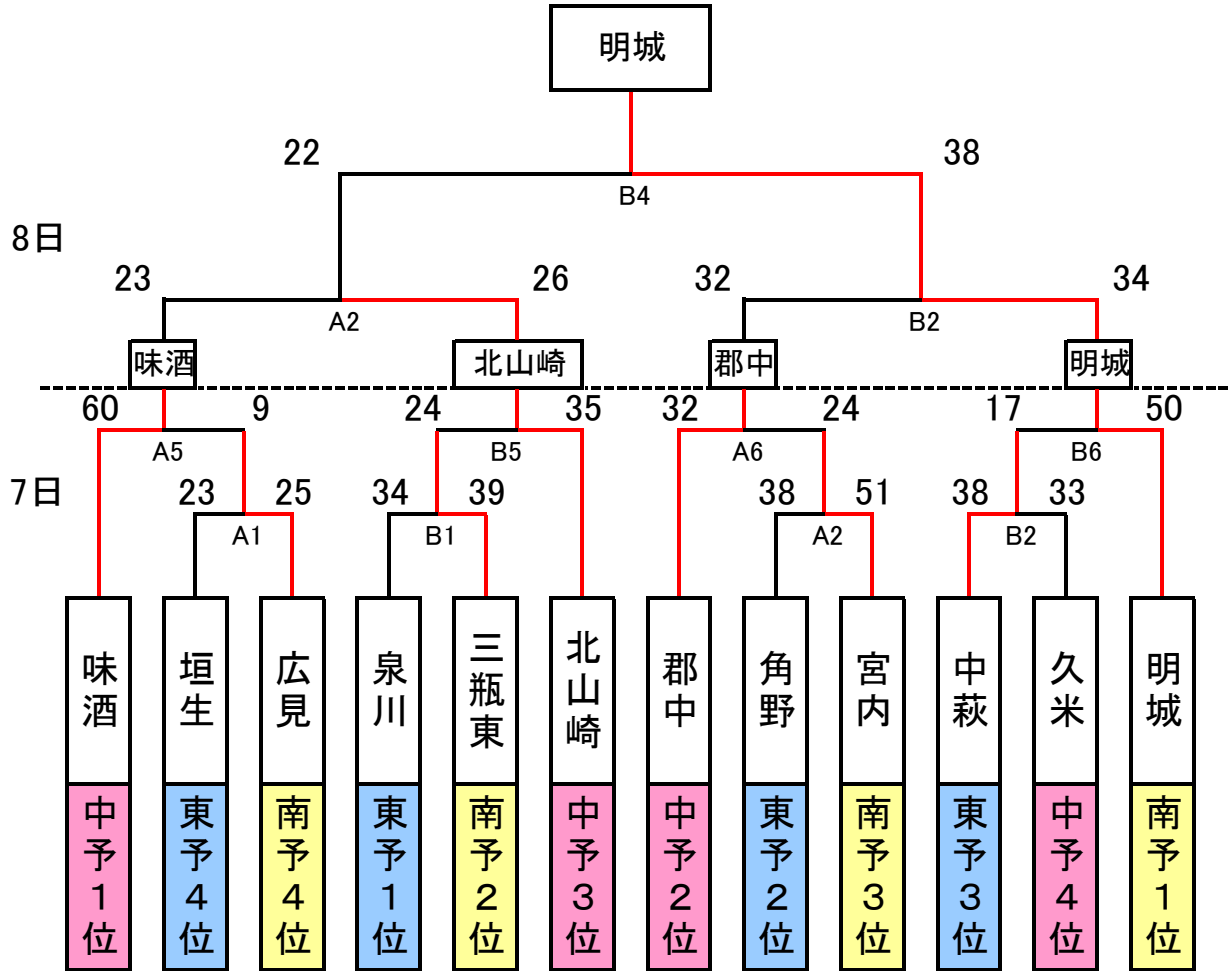 明城
22 38
B4
8日
23 26 32 34
A2 B2
味酒 北山崎 郡中 明城
60 9 24 35 32 24 17 50
A5 B5 A6 B6
7日 23 25 34 39 38 51 38 33
A1 B1 A2 B2
味酒 垣生 広見 泉川 三瓶東 北山崎 郡中 角野 宮内 中萩 久米 明城
中予1位 東予4位 南予4位 東予1位 南予2位 中予3位 中予2位 東予2位 南予3位 東予3位 中予4位 南予1位